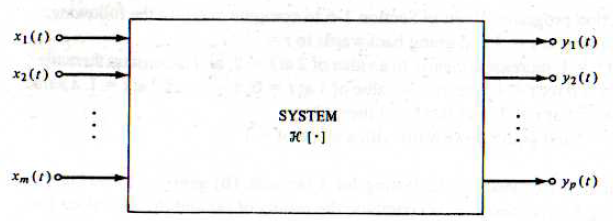 x₁(t) y₁(t)
x₂(t) y₂(t)
SYSTEM
ℋ [ · ]
xₘ(t) yₚ(t)